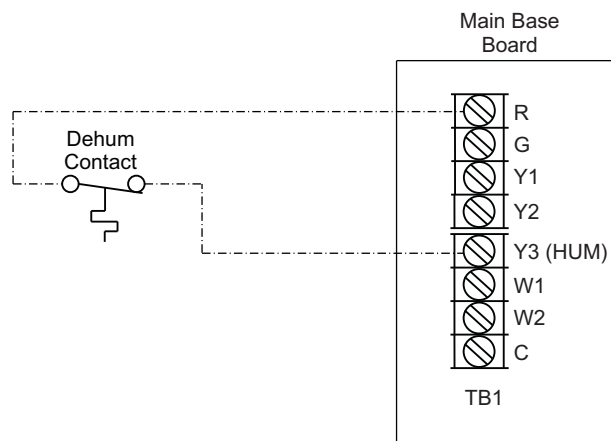 Main Base
Board
Dehum
Contact
R
G
Y1
Y2
Y3 (HUM)
W1
W2
C
TB1